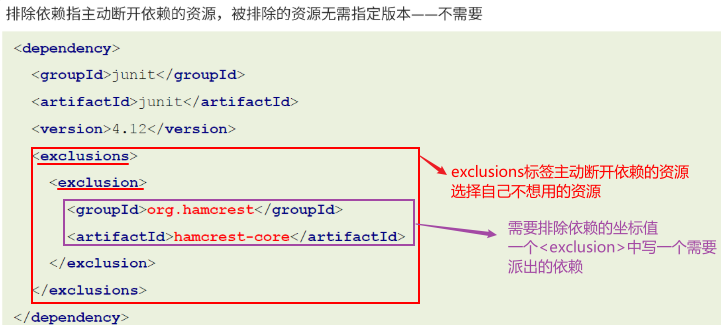 排除依赖指主动断开依赖的资源，被排除的资源无需指定版本——不需要
<dependency>
<groupId>junit</groupId>
<artifactId>junit</artifactId>
<version>4.12</version>
<exclusions>
<exclusion>
<groupId>org.hamcrest</groupId>
<artifactId>hamcrest-core</artifactId>
</exclusion>
</exclusions>
</dependency>
exclusions标签主动断开依赖的资源
选择自己不想用的资源
需要排除依赖的坐标值
一个<exclusion>中写一个需要
派出的依赖